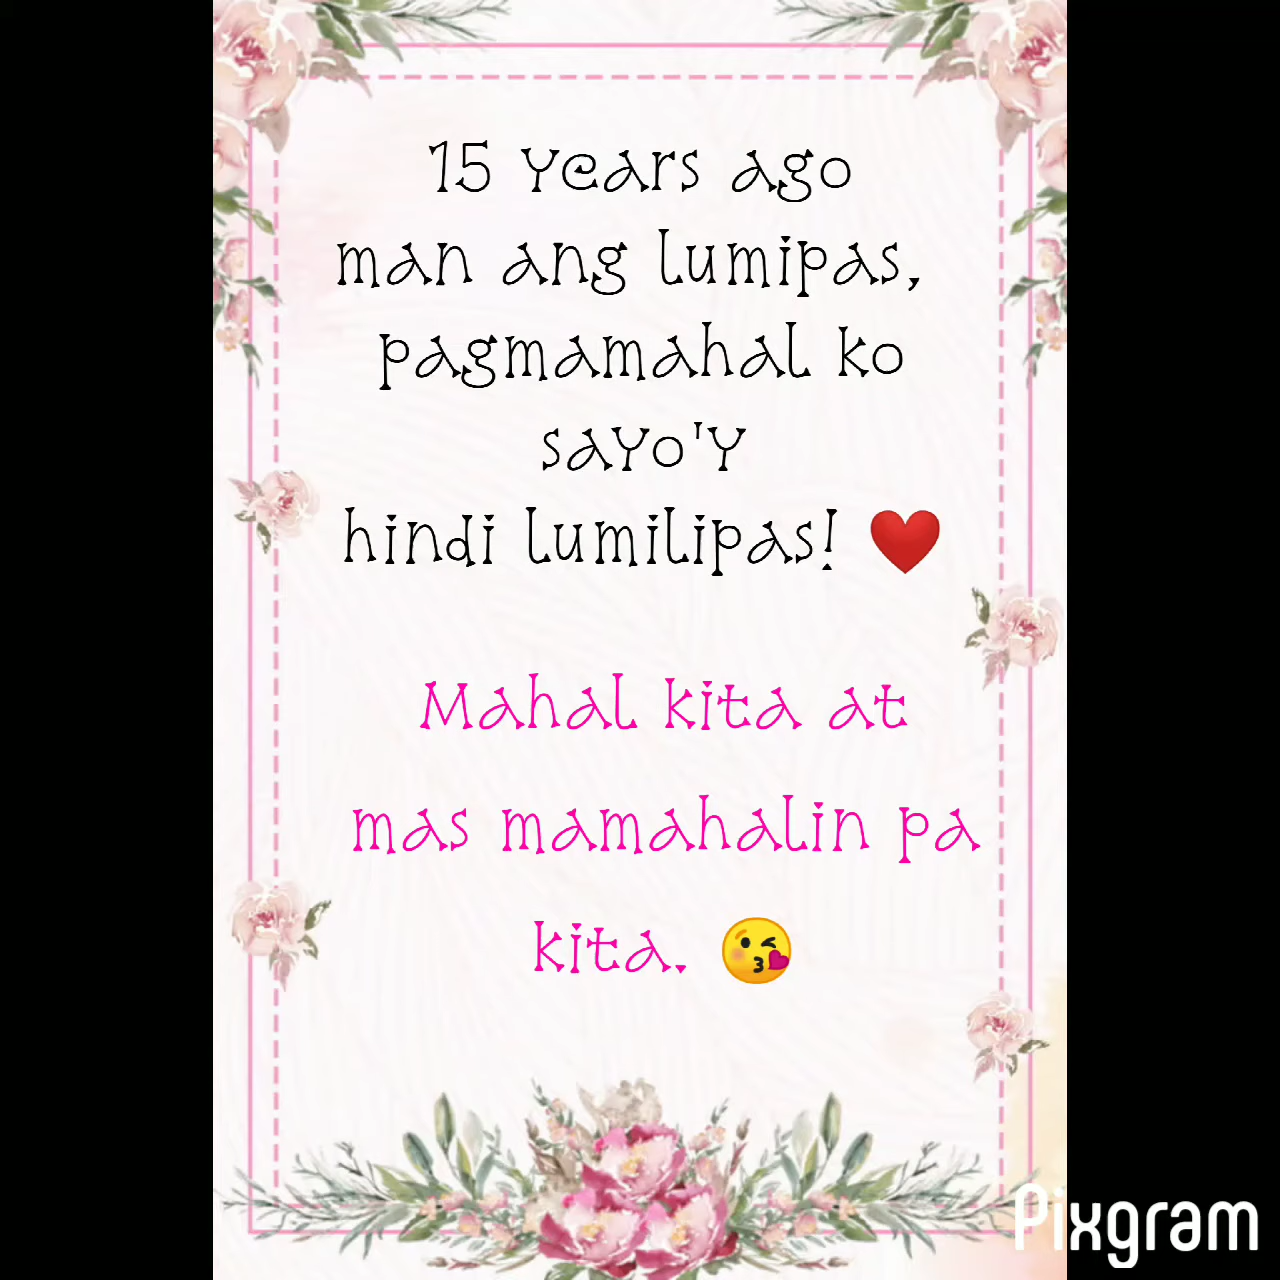 15 years ago
man ang lumipas,
pagmamahal ko
sayo'y
hindi lumilipas! ❤️
Mahal kita at
mas mamahalin pa
kita. 😘
Pixgram